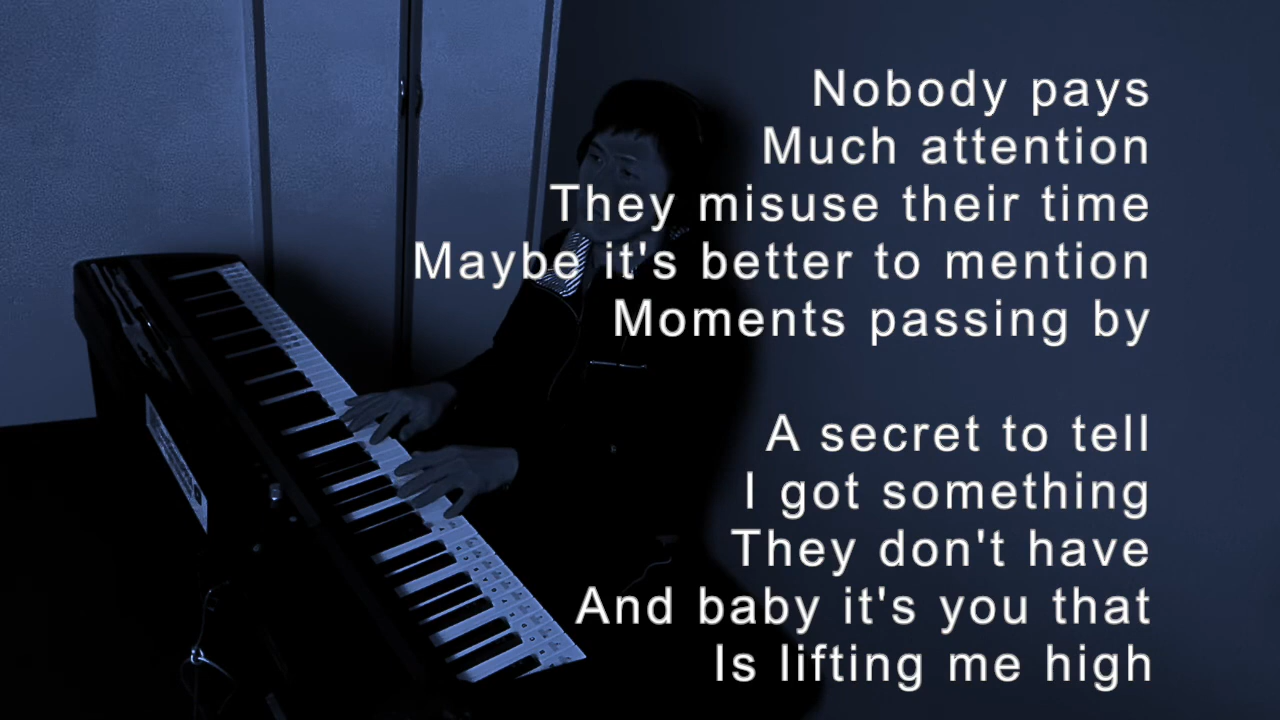 Nobody pays
Much attention
They misuse their time
Maybe it's better to mention
Moments passing by
A secret to tell
I got something
They don't have
And baby it's you that
Is lifting me high